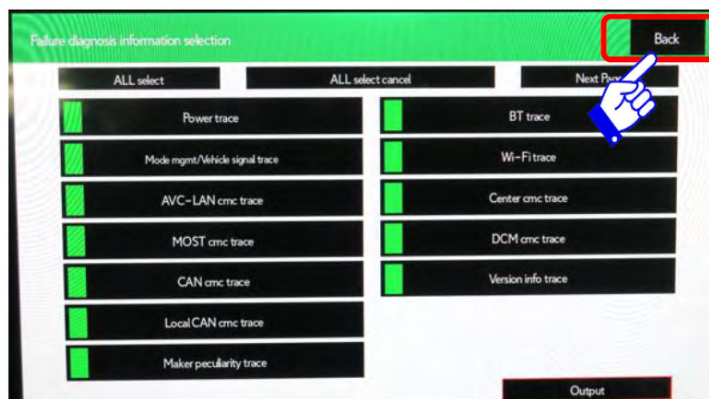 Failure diagnosis information selection
Back
ALL select
ALL select cancel
Next Page
Power trace
BT trace
Mode mgmt/Vehicle signal trace
Wi-Fi trace
AVC-LAN cmc trace
Center cmc trace
MOST cmc trace
DCM cmc trace
CAN cmc trace
Version info trace
Local CAN cmc trace
Maker peculiarity trace
Output